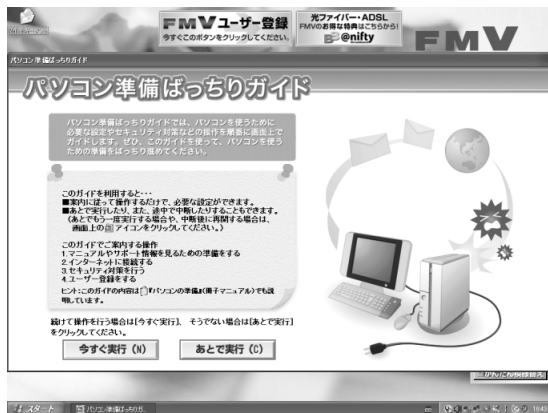 FMVユーザー登録
今すぐこのボタンをクリックしてください。
光ファイバー・ADSL
FMVのお得な特典はこちらから!
@nifty
FMV
パソコン準備ばっちりガイド
パソコン準備ばっちりガイド
パソコン準備ばっちりガイドでは、パソコンを使うために
必要な設定やセキュリティ対策などの操作を順番に画面上で
ガイドします。ぜひ、このガイドを使って、パソコンを使う
ための準備をばっちり進めてください。
このガイドを利用すると・・・
■案内に従って操作するだけで、必要な設定ができます。
■あとで実行したり、また、途中で中断したりすることもできます。
(あとでもう一度実行する場合や、中断後に再開する場合は、
画面上の アイコンをクリックしてください。)
このガイドでご案内する操作
1.マニュアルやサポート情報を見るための準備をする
2.インターネットに接続する
3.セキュリティ対策を行う
4.ユーザー登録をする
ヒント:このガイドの内容は『パソコンの準備』(冊子マニュアル)でも説
明しています。
続けて操作を行う場合は[今すぐ実行]、そうでない場合は[あとで実行]
をクリックしてください。
今すぐ実行 (N)
あとで実行 (C)
かんたん模様替え
スタート
パソコン準備ばっちりガ...